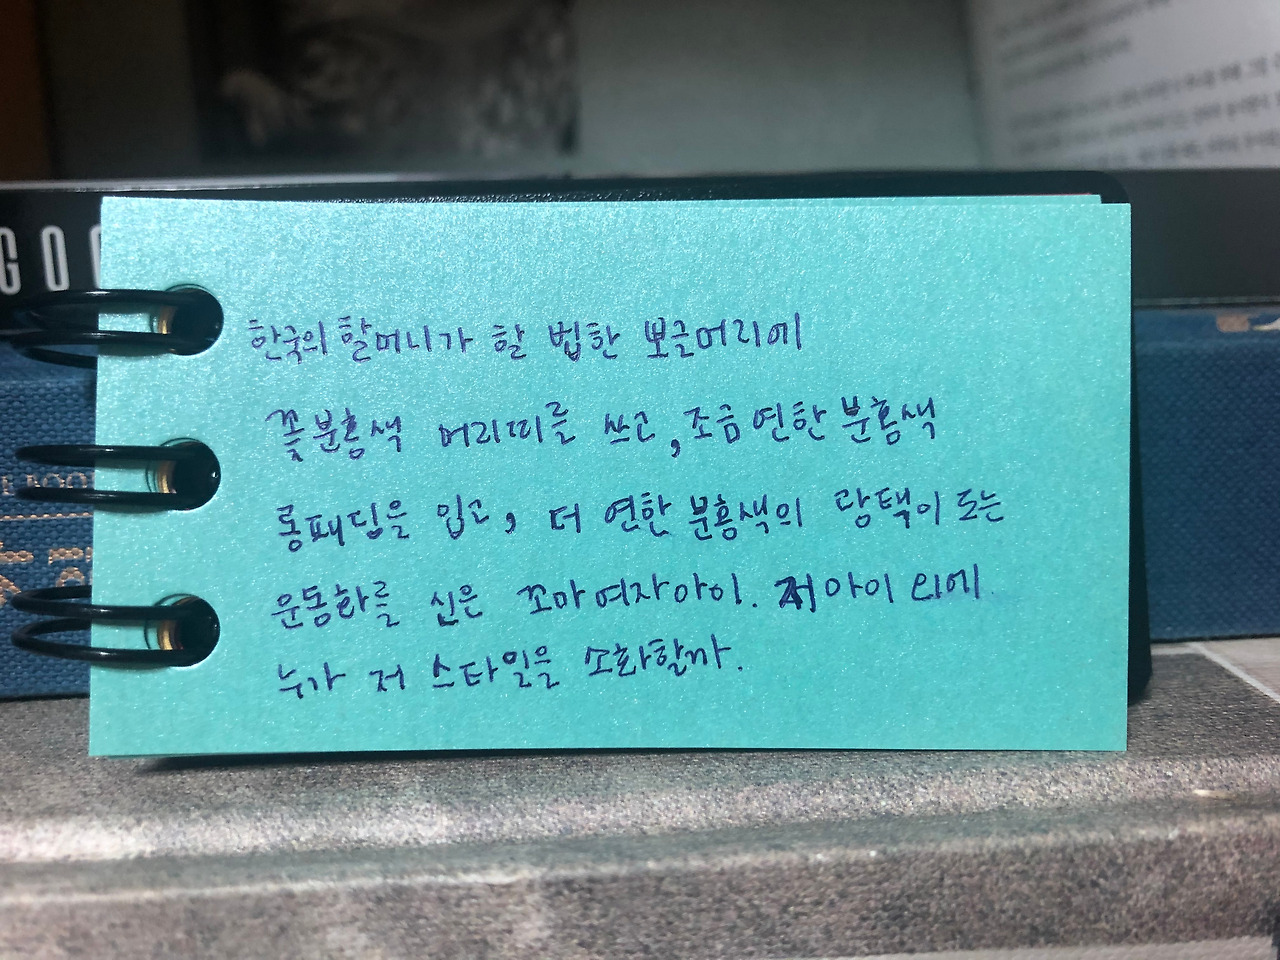 GOO
한국의 할머니가 할 법한 뽀글머리에
꽃분홍색 머리띠를 쓰고, 조금 연한 분홍색
롱패딩을 입고, 더 연한 분홍색의 광택이 도는
운동화를 신은 꼬마여자아이. 저 아이 외에
누가 저 스타일을 소화할까.